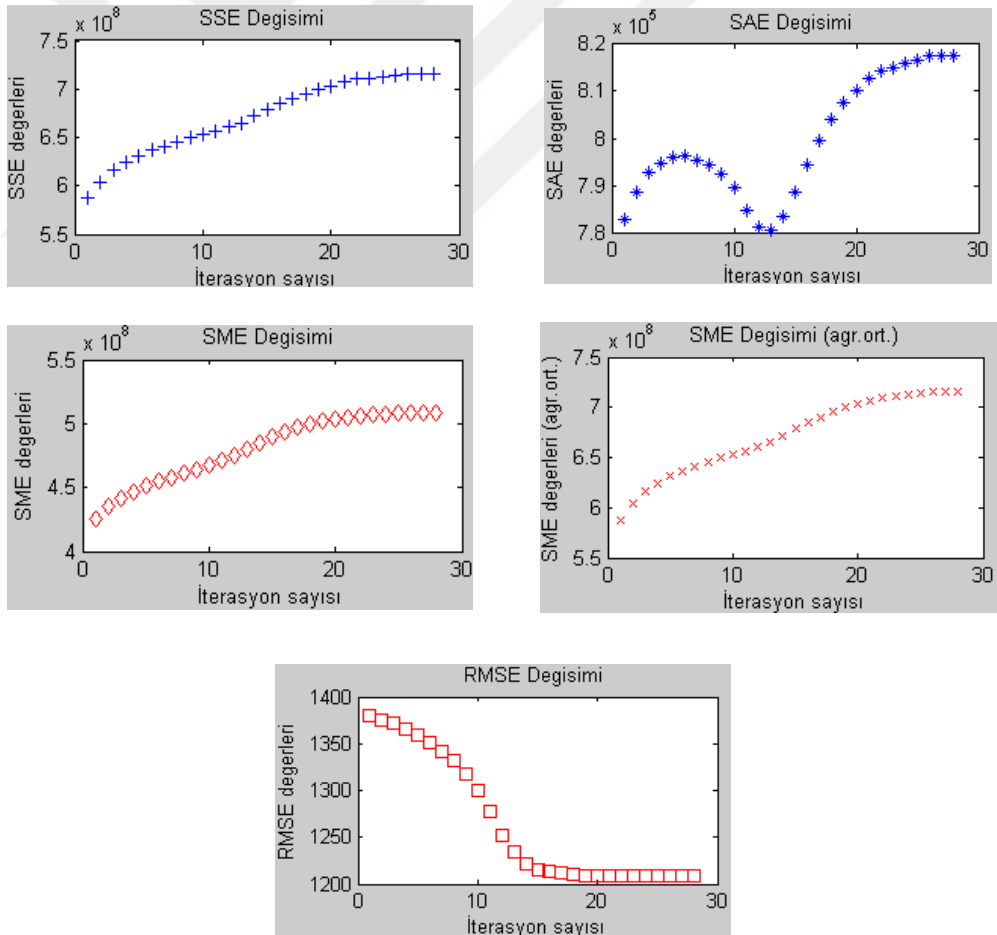 SSE Degisimi
x 10^8
7.5
7
6.5
6
5.5
0 10 20 30
SSE degerleri
İterasyon sayısı
SAE Degisimi
x 10^5
8.2
8.1
8
7.9
7.8
0 10 20 30
SAE degerleri
İterasyon sayısı
SME Degisimi
x 10^8
5.5
5
4.5
4
0 10 20 30
SME degerleri
İterasyon sayısı
SME Degisimi (agr.ort.)
x 10^8
7.5
7
6.5
6
5.5
0 10 20 30
SME degerleri (agr.ort.)
İterasyon sayısı
RMSE Degisimi
1400
1350
1300
1250
1200
0 10 20 30
RMSE degerleri
İterasyon sayısı